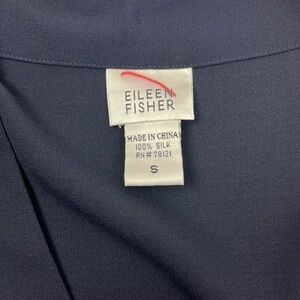 EILEEN
FISHER
MADE IN CHINA
100% SILK
RN# 78121
S